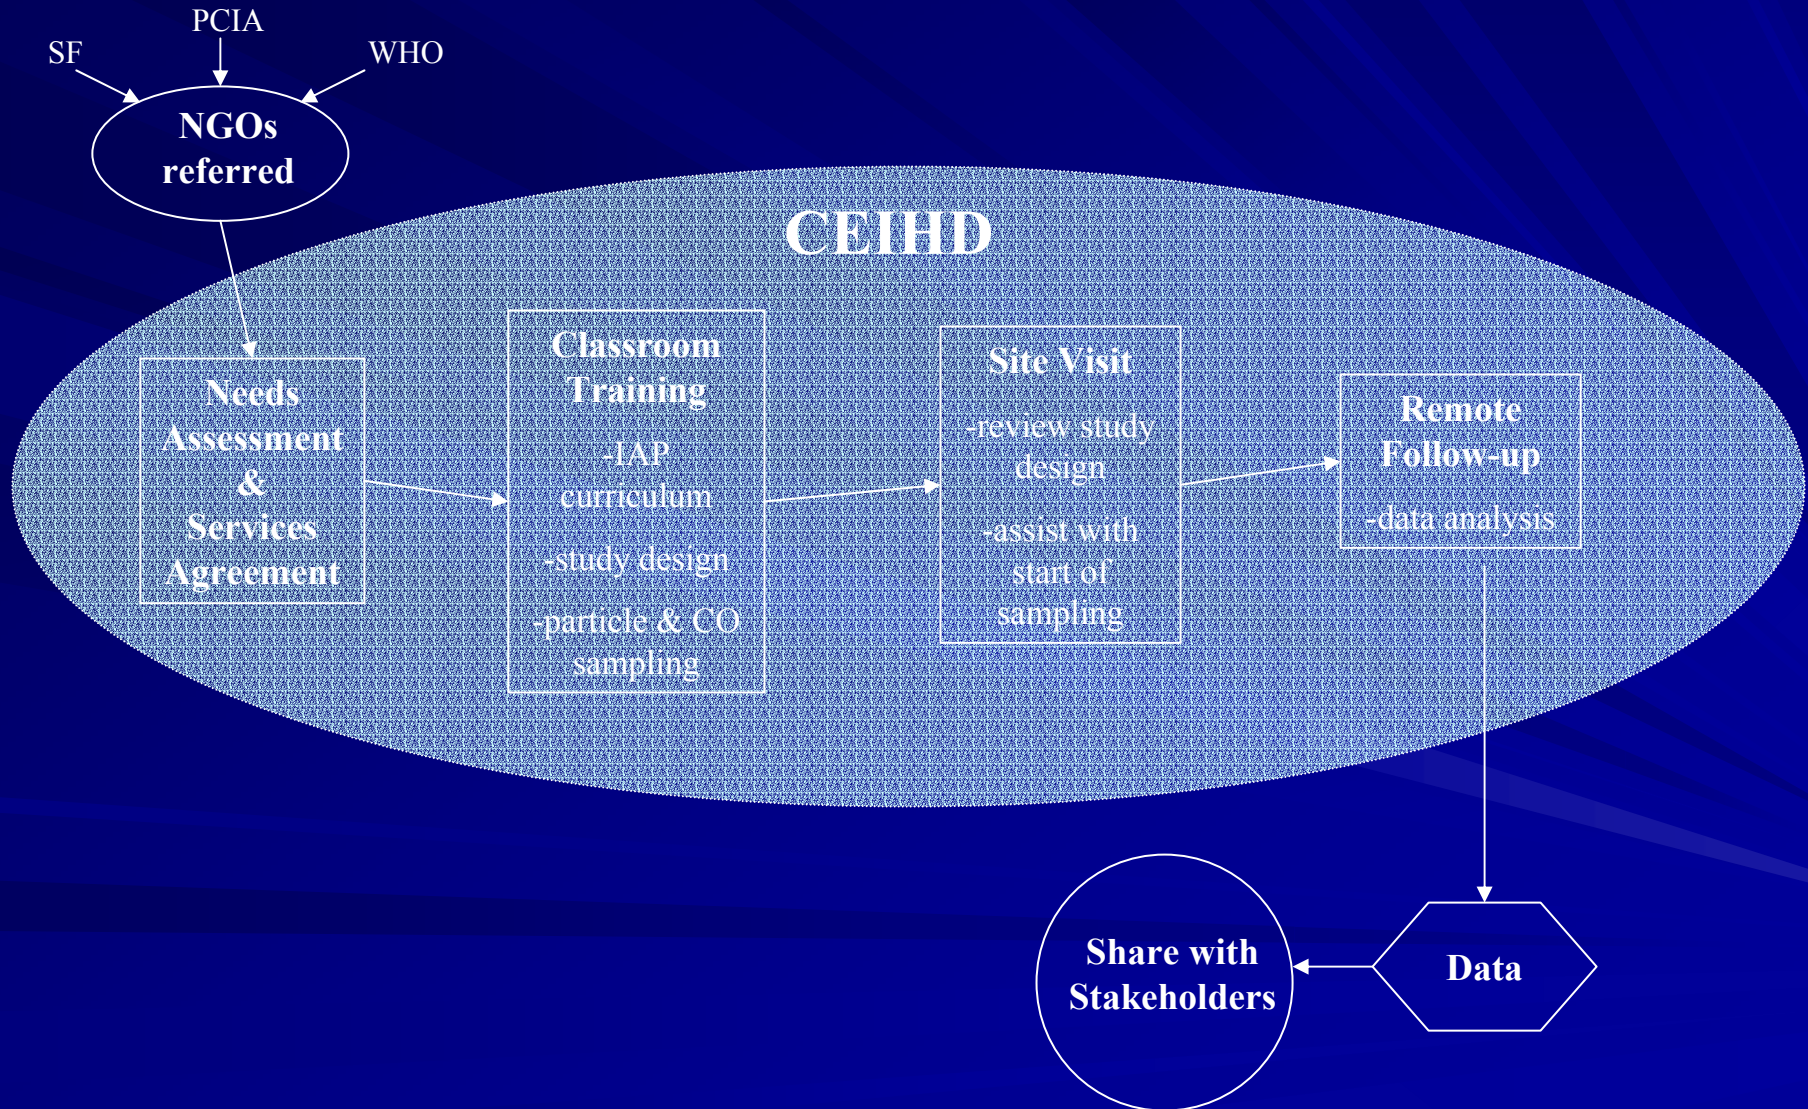 PCIA
SF
WHO
NGOs
referred
CEIHD
Needs
Assessment
&
Services
Agreement
Classroom
Training
-IAP
curriculum
-study design
-particle & CO
sampling
Site Visit
-review study
design
-assist with
start of
sampling
Remote
Follow-up
-data analysis
Share with
Stakeholders
Data